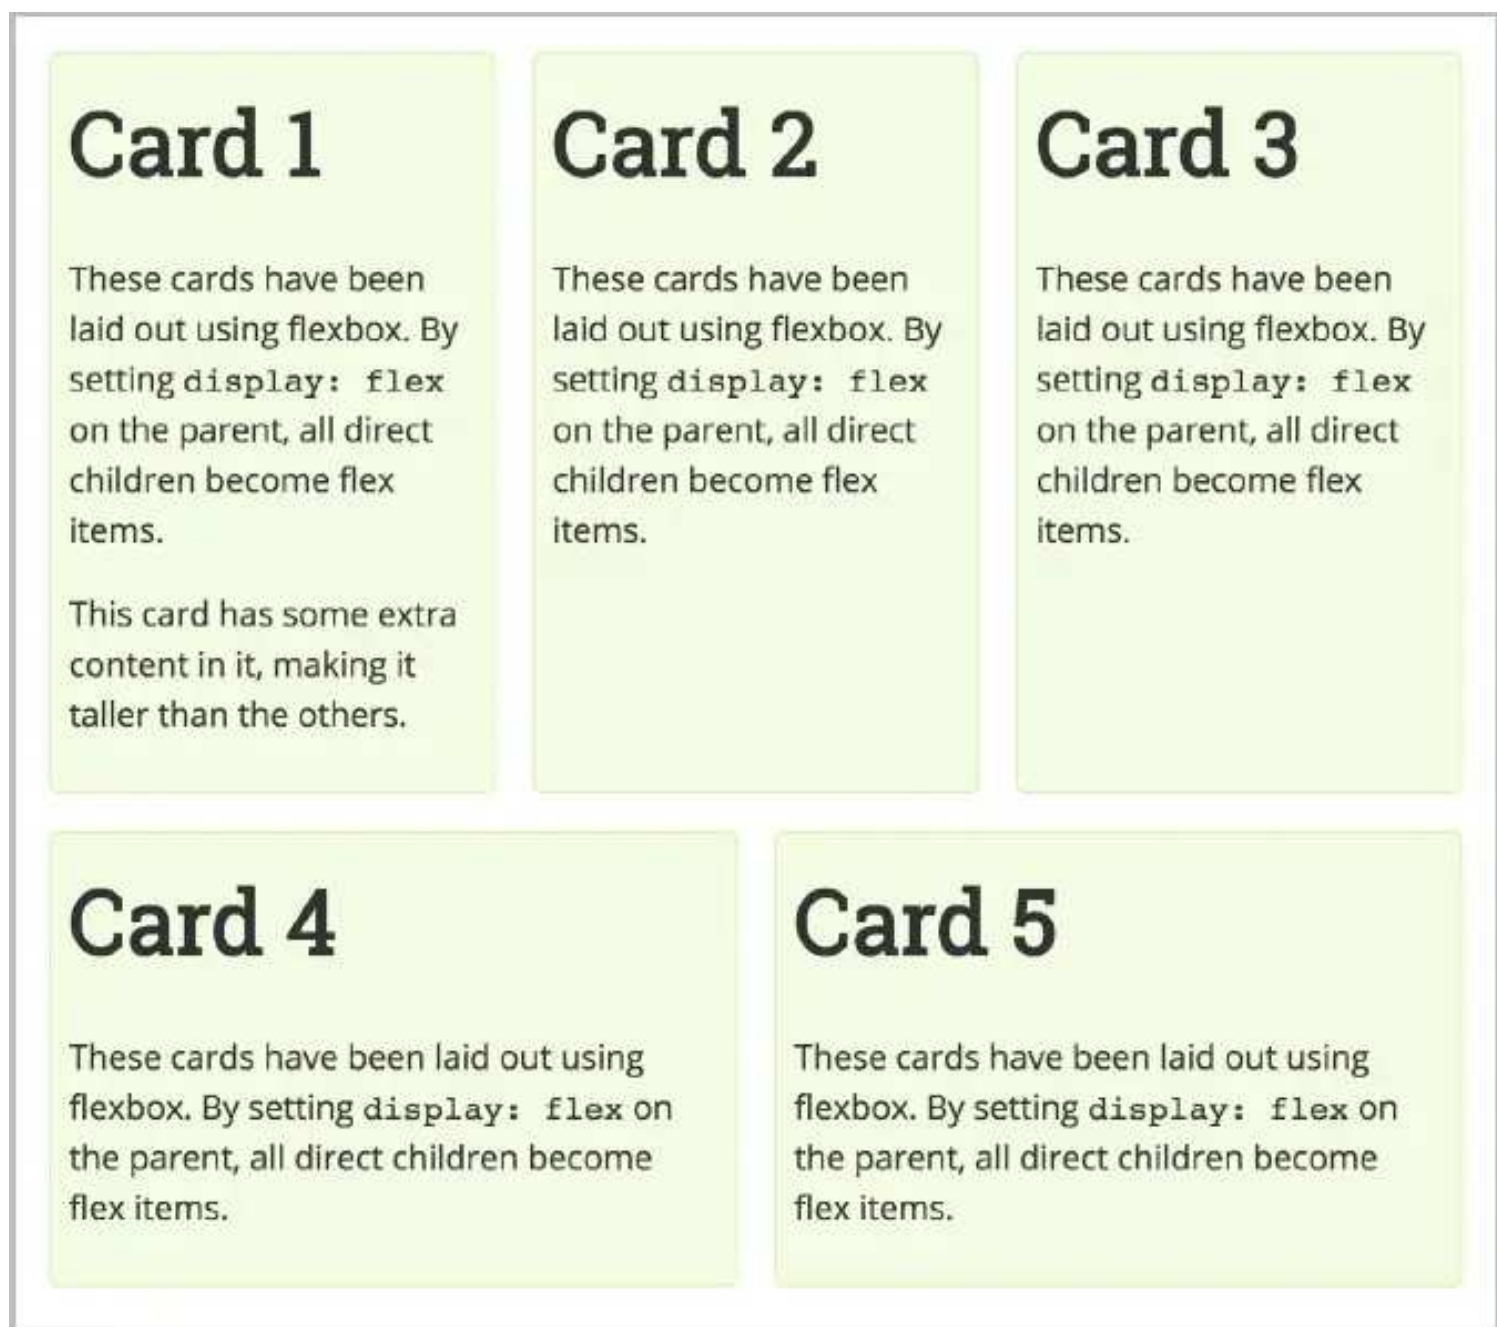 Card 1
These cards have been
laid out using flexbox. By
setting display: flex
on the parent, all direct
children become flex
items.
This card has some extra
content in it, making it
taller than the others.
Card 2
These cards have been
laid out using flexbox. By
setting display: flex
on the parent, all direct
children become flex
items.
Card 3
These cards have been
laid out using flexbox. By
setting display: flex
on the parent, all direct
children become flex
items.
Card 4
These cards have been laid out using
flexbox. By setting display: flex on
the parent, all direct children become
flex items.
Card 5
These cards have been laid out using
flexbox. By setting display: flex on
the parent, all direct children become
flex items.